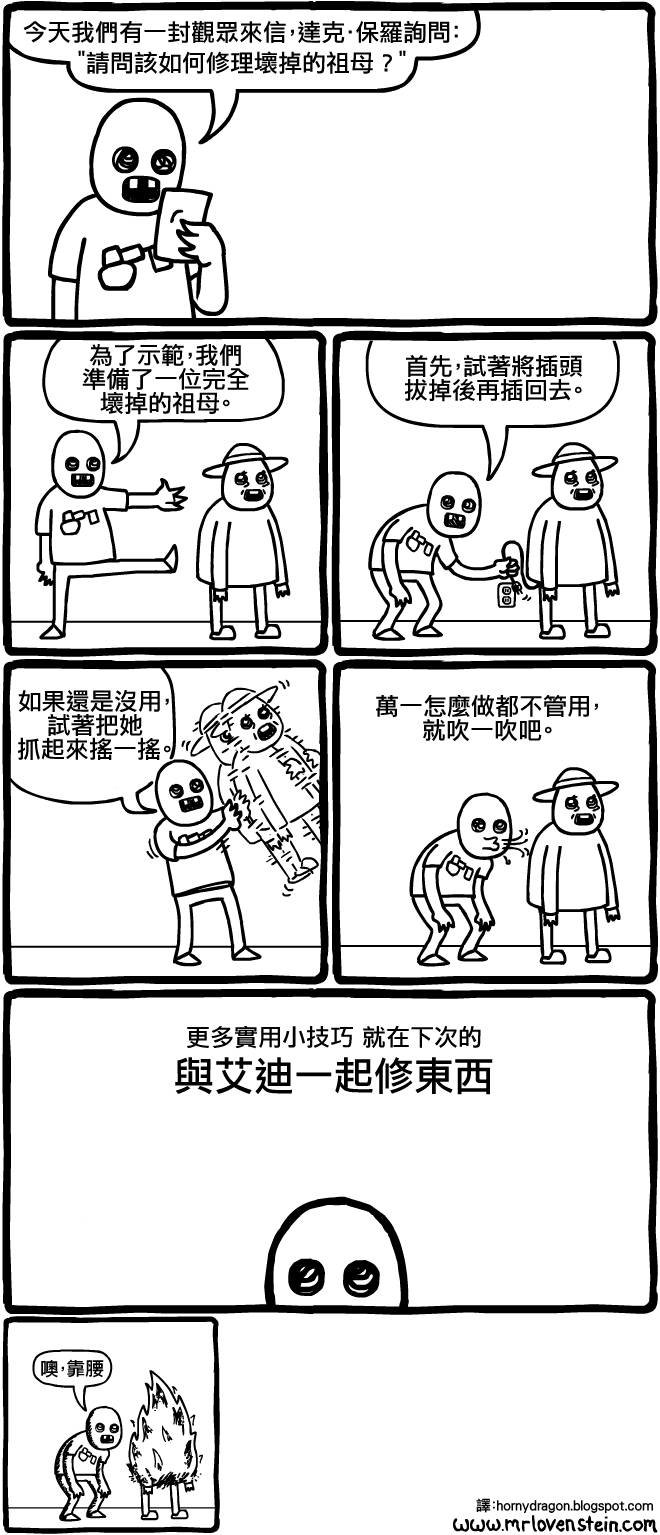 今天我們有一封觀眾來信，達克·保羅詢問：
"請問該如何修理壞掉的祖母？"
為了示範，我們
準備了一位完全
壞掉的祖母。
首先，試著將插頭
拔掉後再插回去。
如果還是沒用，
試著把她
抓起來搖一搖。
萬一怎麼做都不管用，
就吹一吹吧。
更多實用小技巧 就在下次的
與艾迪一起修東西
噢，靠腰
譯：hornydragon.blogspot.com
www.mrlovenstein.com